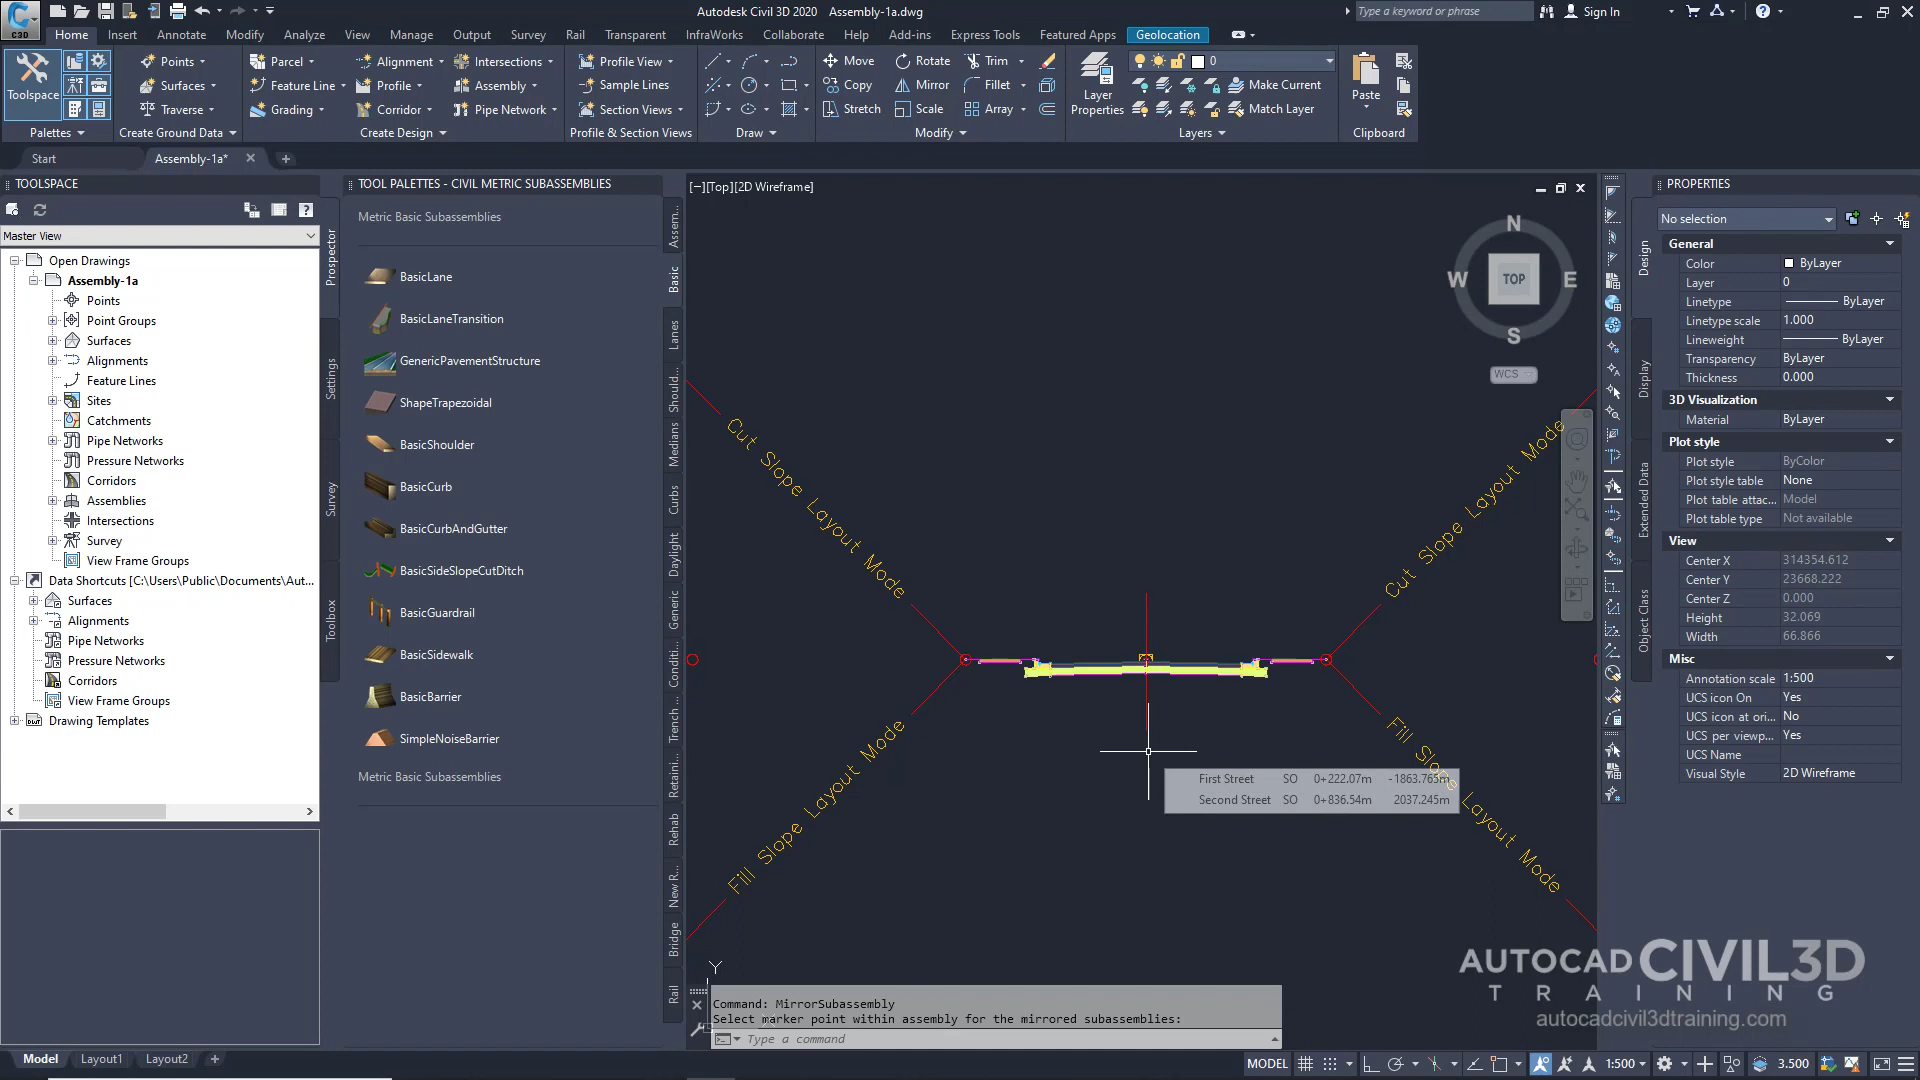 Autodesk Civil 3D 2020 Assembly-1a.dwg
Type a keyword or phrase
Sign In
C3D
Home Insert Annotate Modify Analyze View Manage Output Survey Rail Transparent InfraWorks Collaborate Help Add-ins Express Tools Featured Apps Geolocation
Toolspace
Points
Surfaces
Traverse
Parcel
Feature Line
Grading
Alignment
Profile
Corridor
Intersections
Assembly
Pipe Network
Profile View
Sample Lines
Section Views
Move
Copy
Stretch
Rotate
Mirror
Scale
Trim
Fillet
Array
Layer
Properties
0
Make Current
Match Layer
Paste
Palettes Create Ground Data Create Design Profile & Section Views Draw Modify Layers Clipboard
Start Assembly-1a*
TOOLSPACE
Master View
Open Drawings
Assembly-1a
Points
Point Groups
Surfaces
Alignments
Feature Lines
Sites
Catchments
Pipe Networks
Pressure Networks
Corridors
Assemblies
Intersections
Survey
View Frame Groups
Data Shortcuts [C:\Users\Public\Documents\Aut...
Surfaces
Alignments
Pipe Networks
Pressure Networks
Corridors
View Frame Groups
Drawing Templates
Prospector
Settings
Survey
Toolbox
TOOL PALETTES - CIVIL METRIC SUBASSEMBLIES
Metric Basic Subassemblies
BasicLane
BasicLaneTransition
GenericPavementStructure
ShapeTrapezoidal
BasicShoulder
BasicCurb
BasicCurbAndGutter
BasicSideSlopeCutDitch
BasicGuardrail
BasicSidewalk
BasicBarrier
SimpleNoiseBarrier
Metric Basic Subassemblies
Assem...
Basic
Lanes
Should...
Medians
Curbs
Daylight
Generic
Conditi...
Trench ...
Retaini...
Rehab
New R...
Bridge
Rail
[−][Top][2D Wireframe]
N
W TOP E
S
WCS
Cut Slope Layout Mode
Cut Slope Layout Mode
Fill Slope Layout Mode
Fill Slope Layout Mode
First Street SO 0+222.07m -1863.765m
Second Street SO 0+836.54m 2037.245m
Y
X
Command: MirrorSubassembly
Select marker point within assembly for the mirrored subassemblies:
Type a command
PROPERTIES
No selection
General
Color ByLayer
Layer 0
Linetype ByLayer
Linetype scale 1.000
Lineweight ByLayer
Transparency ByLayer
Thickness 0.000
3D Visualization
Material ByLayer
Plot style
Plot style ByColor
Plot style table None
Plot table attac... Model
Plot table type Not available
View
Center X 314354.612
Center Y 23668.222
Center Z 0.000
Height 32.069
Width 66.866
Misc
Annotation scale 1:500
UCS icon On Yes
UCS icon at ori... No
UCS per viewp... Yes
UCS Name
Visual Style 2D Wireframe
Design
Display
Extended Data
Object Class
AUTOCAD CIVIL3D
TRAINING
autocadcivil3dtraining.com
Model Layout1 Layout2
MODEL 1:500 3.500